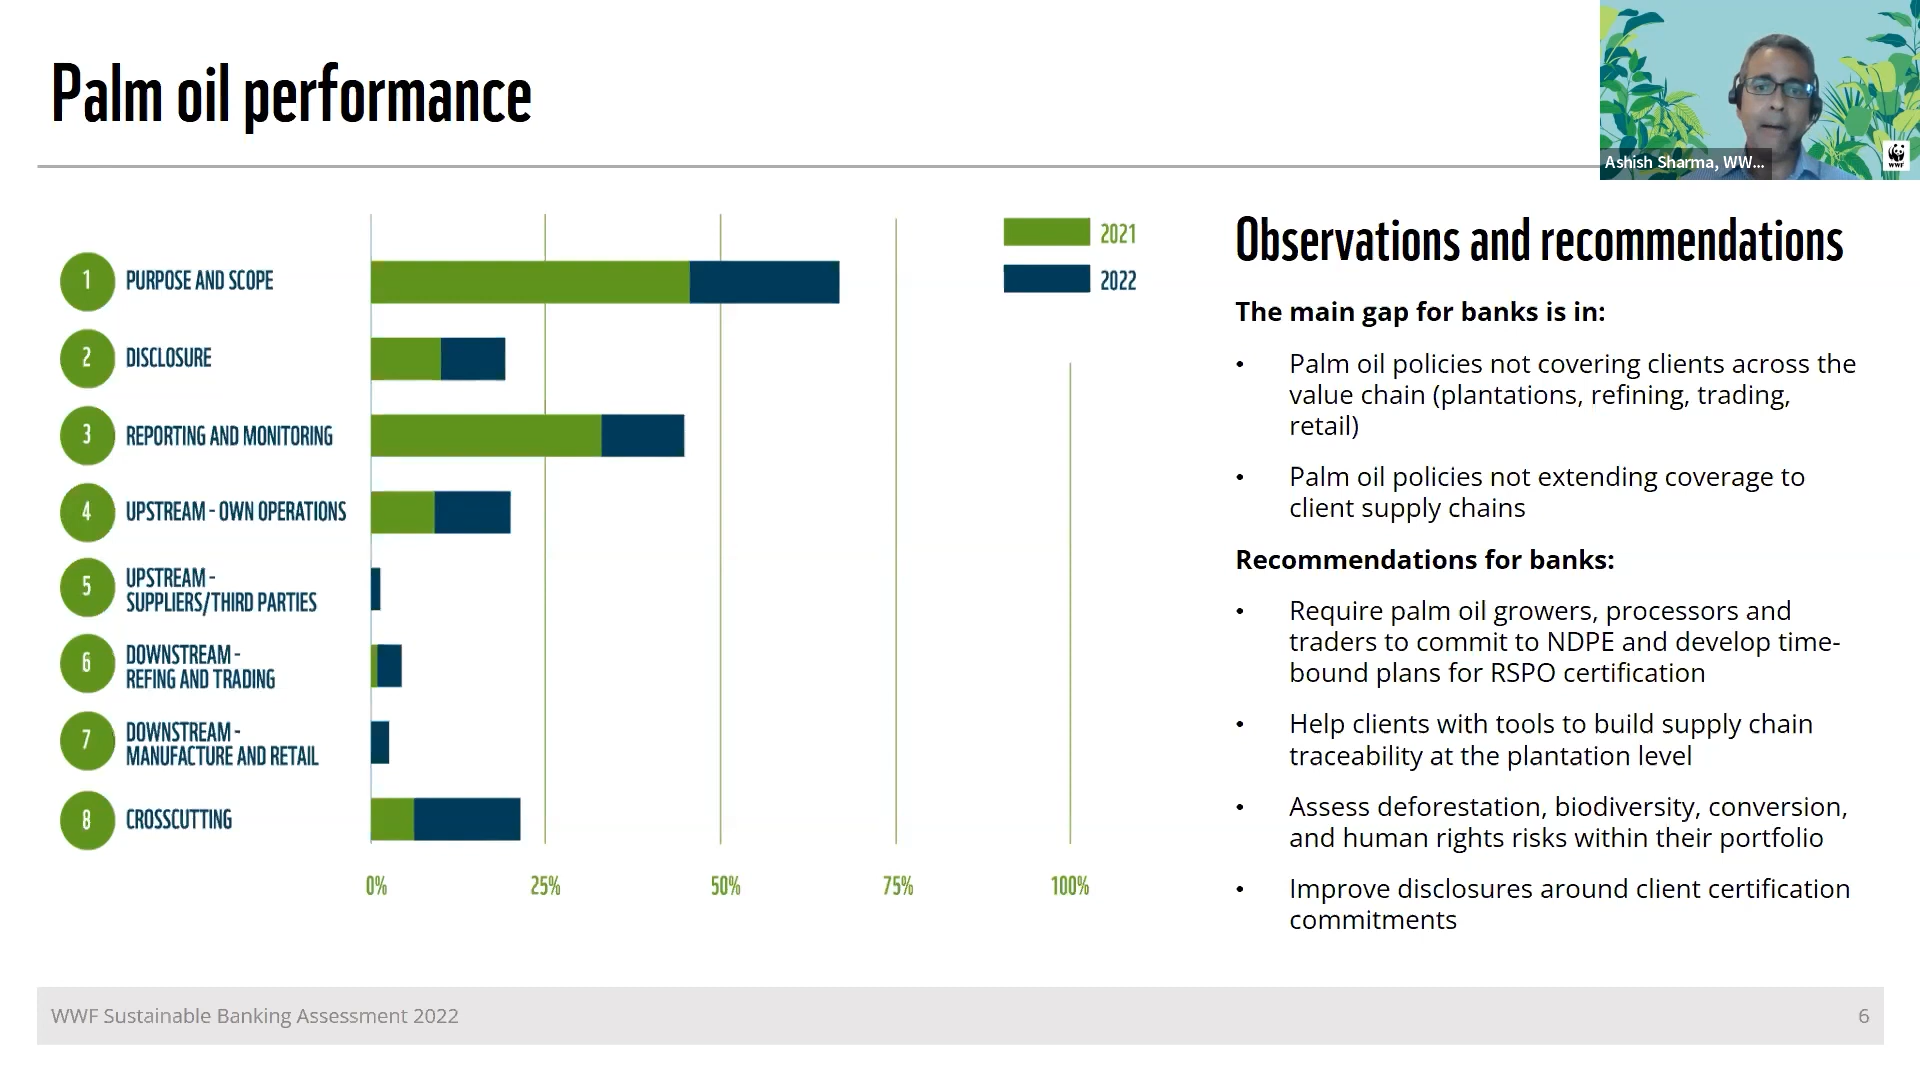 Palm oil performance
Ashish Sharma, WW...
WWF
2021
2022
1 PURPOSE AND SCOPE
2 DISCLOSURE
3 REPORTING AND MONITORING
4 UPSTREAM - OWN OPERATIONS
5 UPSTREAM -
SUPPLIERS/THIRD PARTIES
6 DOWNSTREAM -
REFING AND TRADING
7 DOWNSTREAM -
MANUFACTURE AND RETAIL
8 CROSSCUTTING
0% 25% 50% 75% 100%
Observations and recommendations
The main gap for banks is in:
• Palm oil policies not covering clients across the
value chain (plantations, refining, trading,
retail)
• Palm oil policies not extending coverage to
client supply chains
Recommendations for banks:
• Require palm oil growers, processors and
traders to commit to NDPE and develop time-
bound plans for RSPO certification
• Help clients with tools to build supply chain
traceability at the plantation level
• Assess deforestation, biodiversity, conversion,
and human rights risks within their portfolio
• Improve disclosures around client certification
commitments
WWF Sustainable Banking Assessment 2022
6